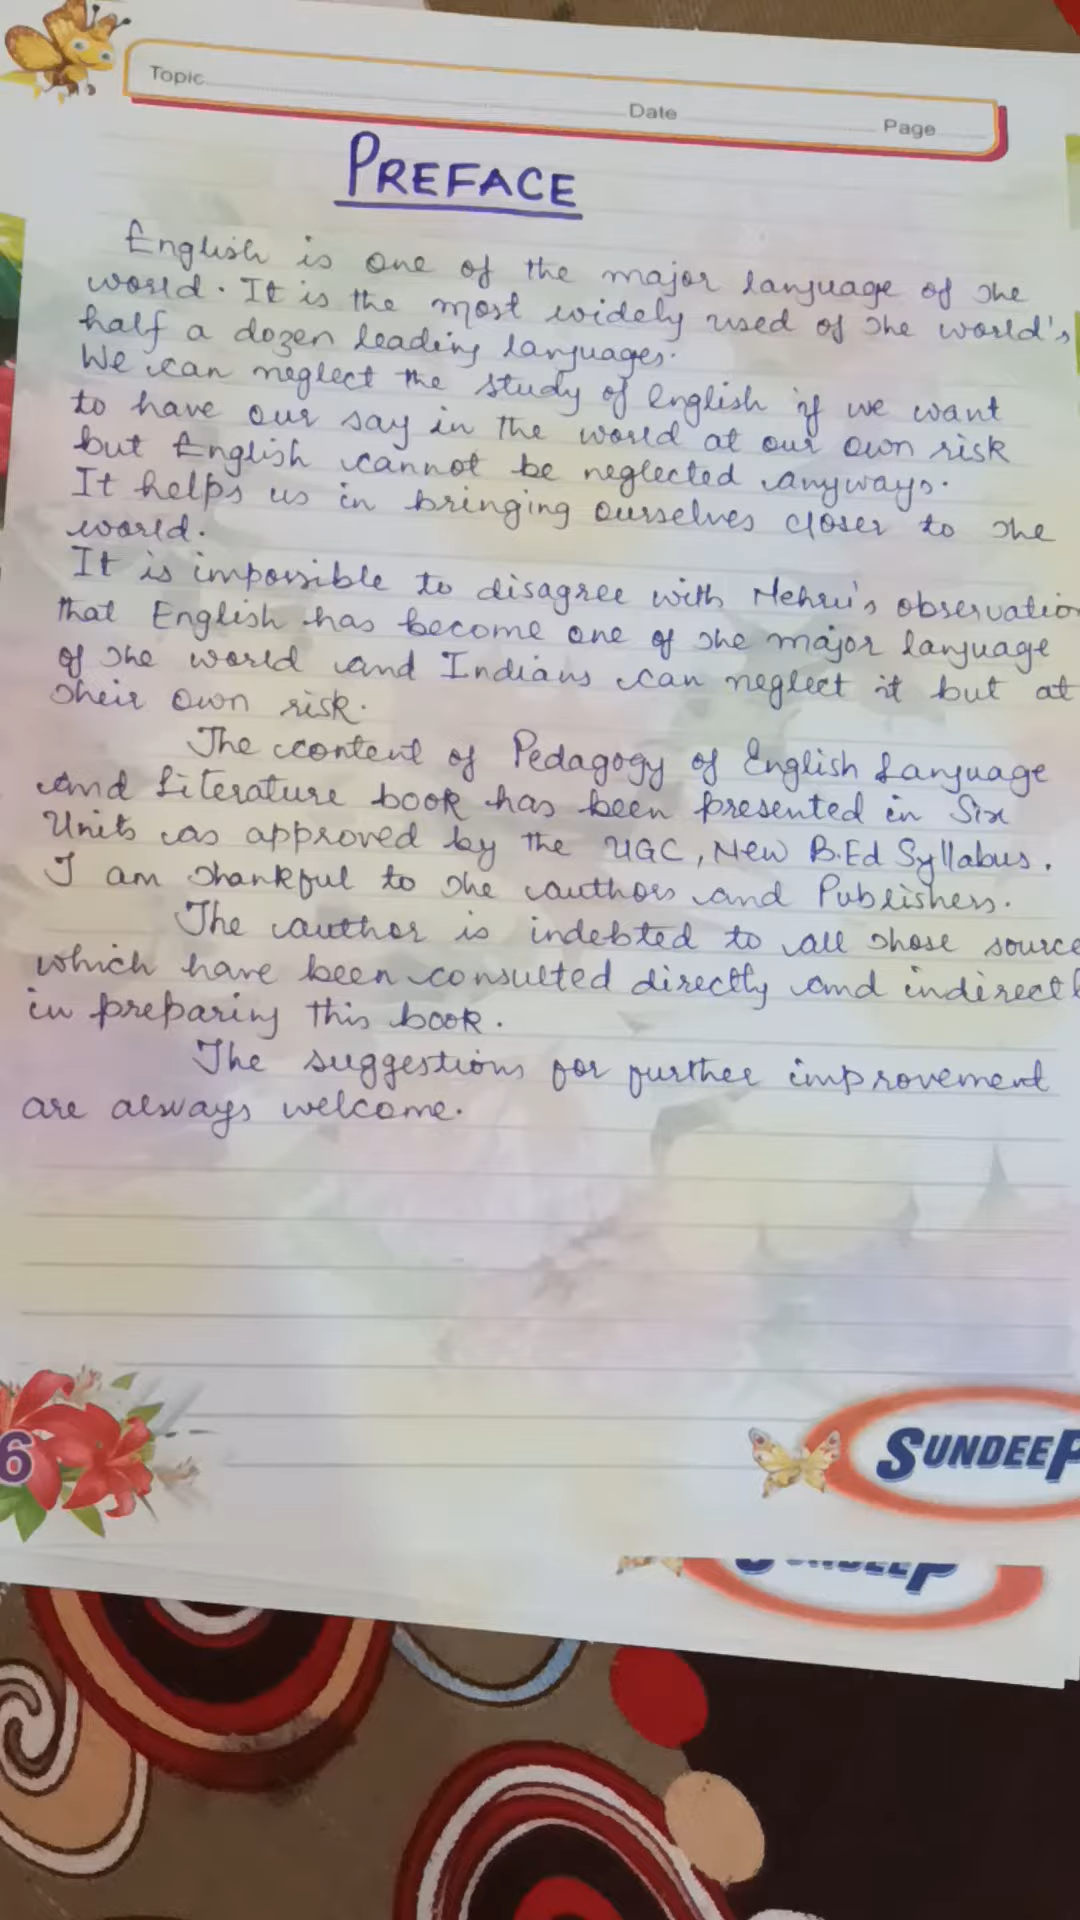 Topic
Date
Page
PREFACE
English is one of the major language of the
world. It is the most widely used of the world's
half a dozen leading languages.
We can neglect the study of English if we want
to have our say in the world at our own risk
but English cannot be neglected anyways.
It helps us in bringing ourselves closer to the
world.
It is impossible to disagree with Nehru's observation
that English has become one of the major language
of the world and Indians can neglect it but at
their own risk.
The content of Pedagogy of English Language
and Literature book has been presented in Six
Units as approved by the UGC, New B.Ed Syllabus.
I am thankful to the authors and Publishers.
The author is indebted to all those source
which have been consulted directly and indirectl
in preparing this book.
The suggestions for further improvement
are always welcome.
6
SUNDEEP
SUNDEEP